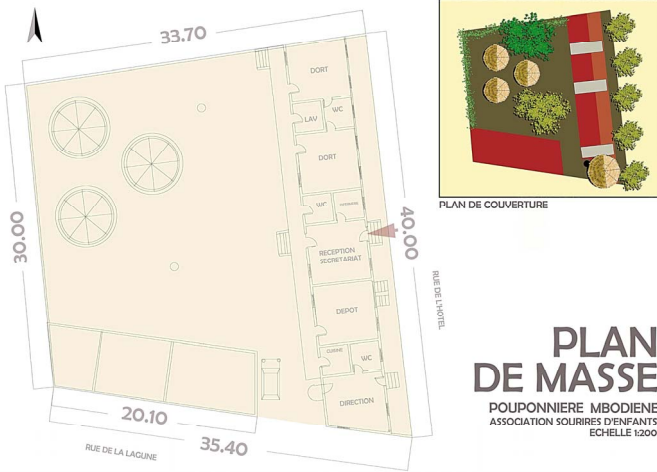 33.70
DORT
LAV
WC
DORT
WC
40.00
30.00
RECEPTION
SECRETARIAT
RUE DE L'HOTEL
DEPOT
CUISINE
WC
DIRECTION
20.10
35.40
RUE DE LA LAGUNE
PLAN DE COUVERTURE
PLAN
DE MASSE
POUPONNIERE MBODIENE
ASSOCIATION SOURIRES D'ENFANTS
ECHELLE 1:200